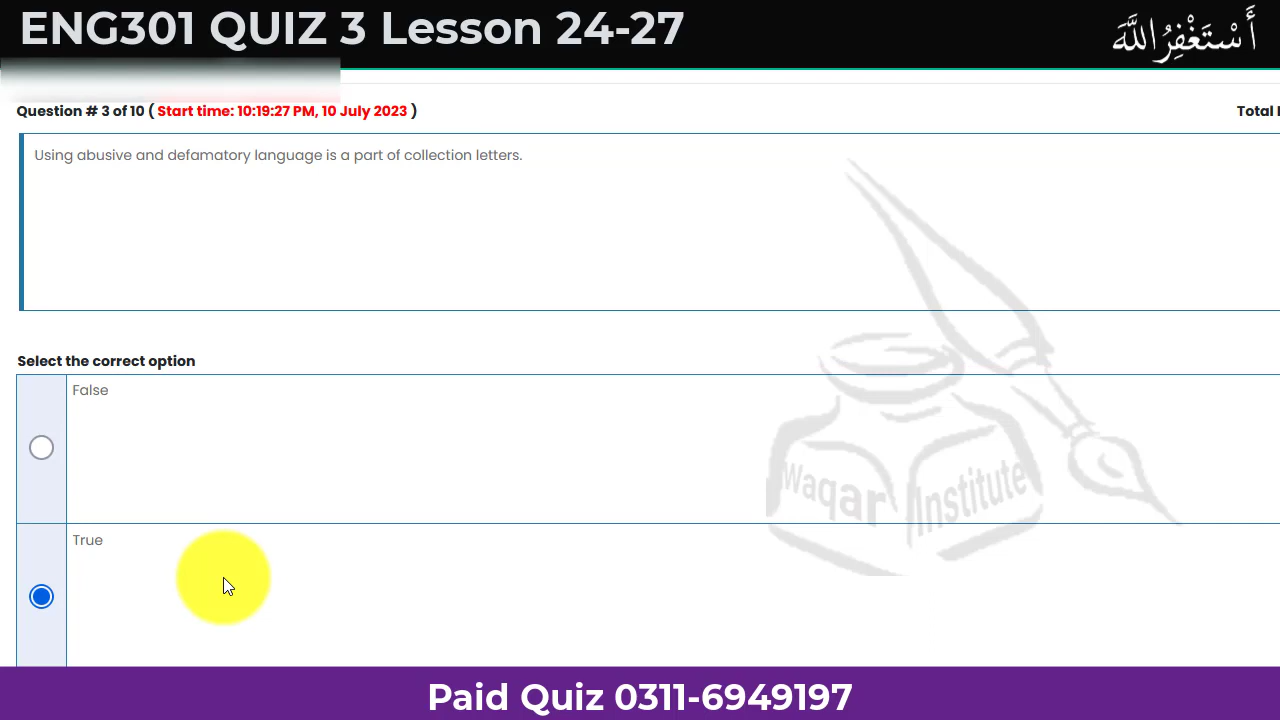 ENG301 QUIZ 3 Lesson 24-27
أَسْتَغْفِرُ اللَّهَ
Question # 3 of 10 ( Start time: 10:19:27 PM, 10 July 2023 )
Total
Using abusive and defamatory language is a part of collection letters.
Select the correct option
False
True
Waqar Institute
Paid Quiz 0311-6949197